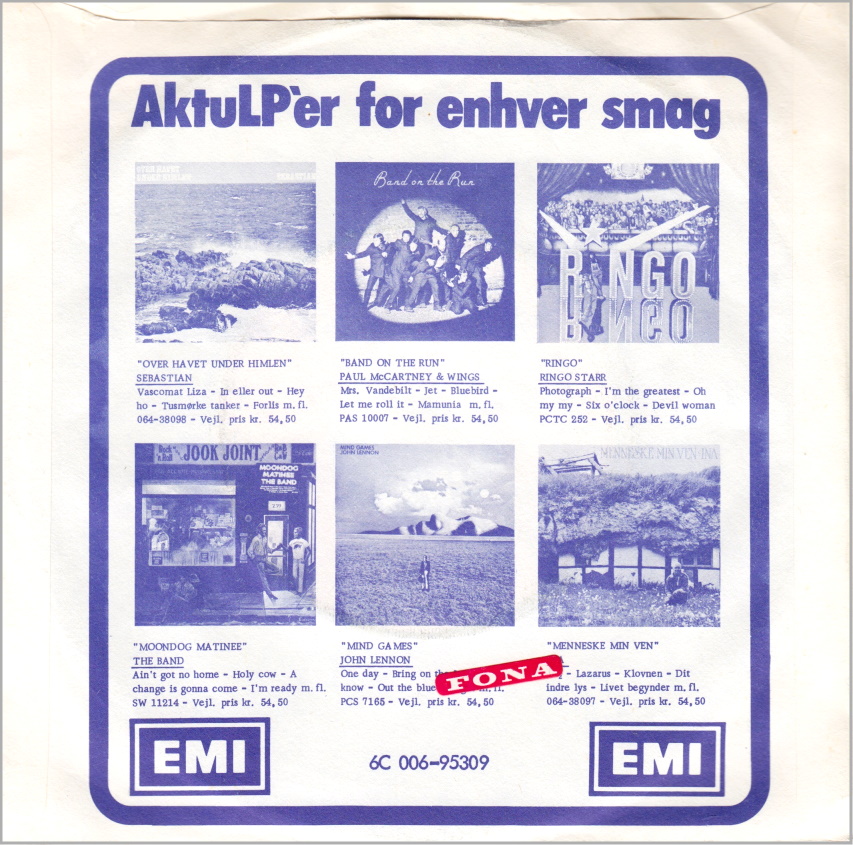 AktuLP'er for enhver smag
OVER HAVET
SEBASTIAN
Band on the Run
RINGO
"OVER HAVET UNDER HIMLEN"
SEBASTIAN
Vascomat Liza - In eller out - Hey
ho - Tusmørke tanker - Forlis m. fl.
064-38098 - Vejl. pris kr. 54,50
"BAND ON THE RUN"
PAUL McCARTNEY & WINGS
Mrs. Vandebilt - Jet - Bluebird -
Let me roll it - Mamunia m. fl.
PAS 10007 - Vejl. pris kr. 54,50
"RINGO"
RINGO STARR
Photograph - I'm the greatest - Oh
my my - Six o'clock - Devil woman
PCTC 252 - Vejl. pris kr. 54,50
JOOK JOINT
MOONDOG
MATINEE
THE BAND
MIND GAMES
JOHN LENNON
MENNESKE MIN VEN
"MOONDOG MATINEE"
THE BAND
Ain't got no home - Holy cow - A
change is gonna come - I'm ready m. fl.
SW 11214 - Vejl. pris kr. 54,50
"MIND GAMES"
JOHN LENNON
One day - Bring on
know - Out the blue
PCS 7165 - Vejl. pris kr. 54,50
"MENNESKE MIN VEN"
- Lazarus - Klovnen - Dit
indre lys - Livet begynder m. fl.
064-38097 - Vejl. pris kr. 54,50
FONA
EMI
6C 006-95309
EMI